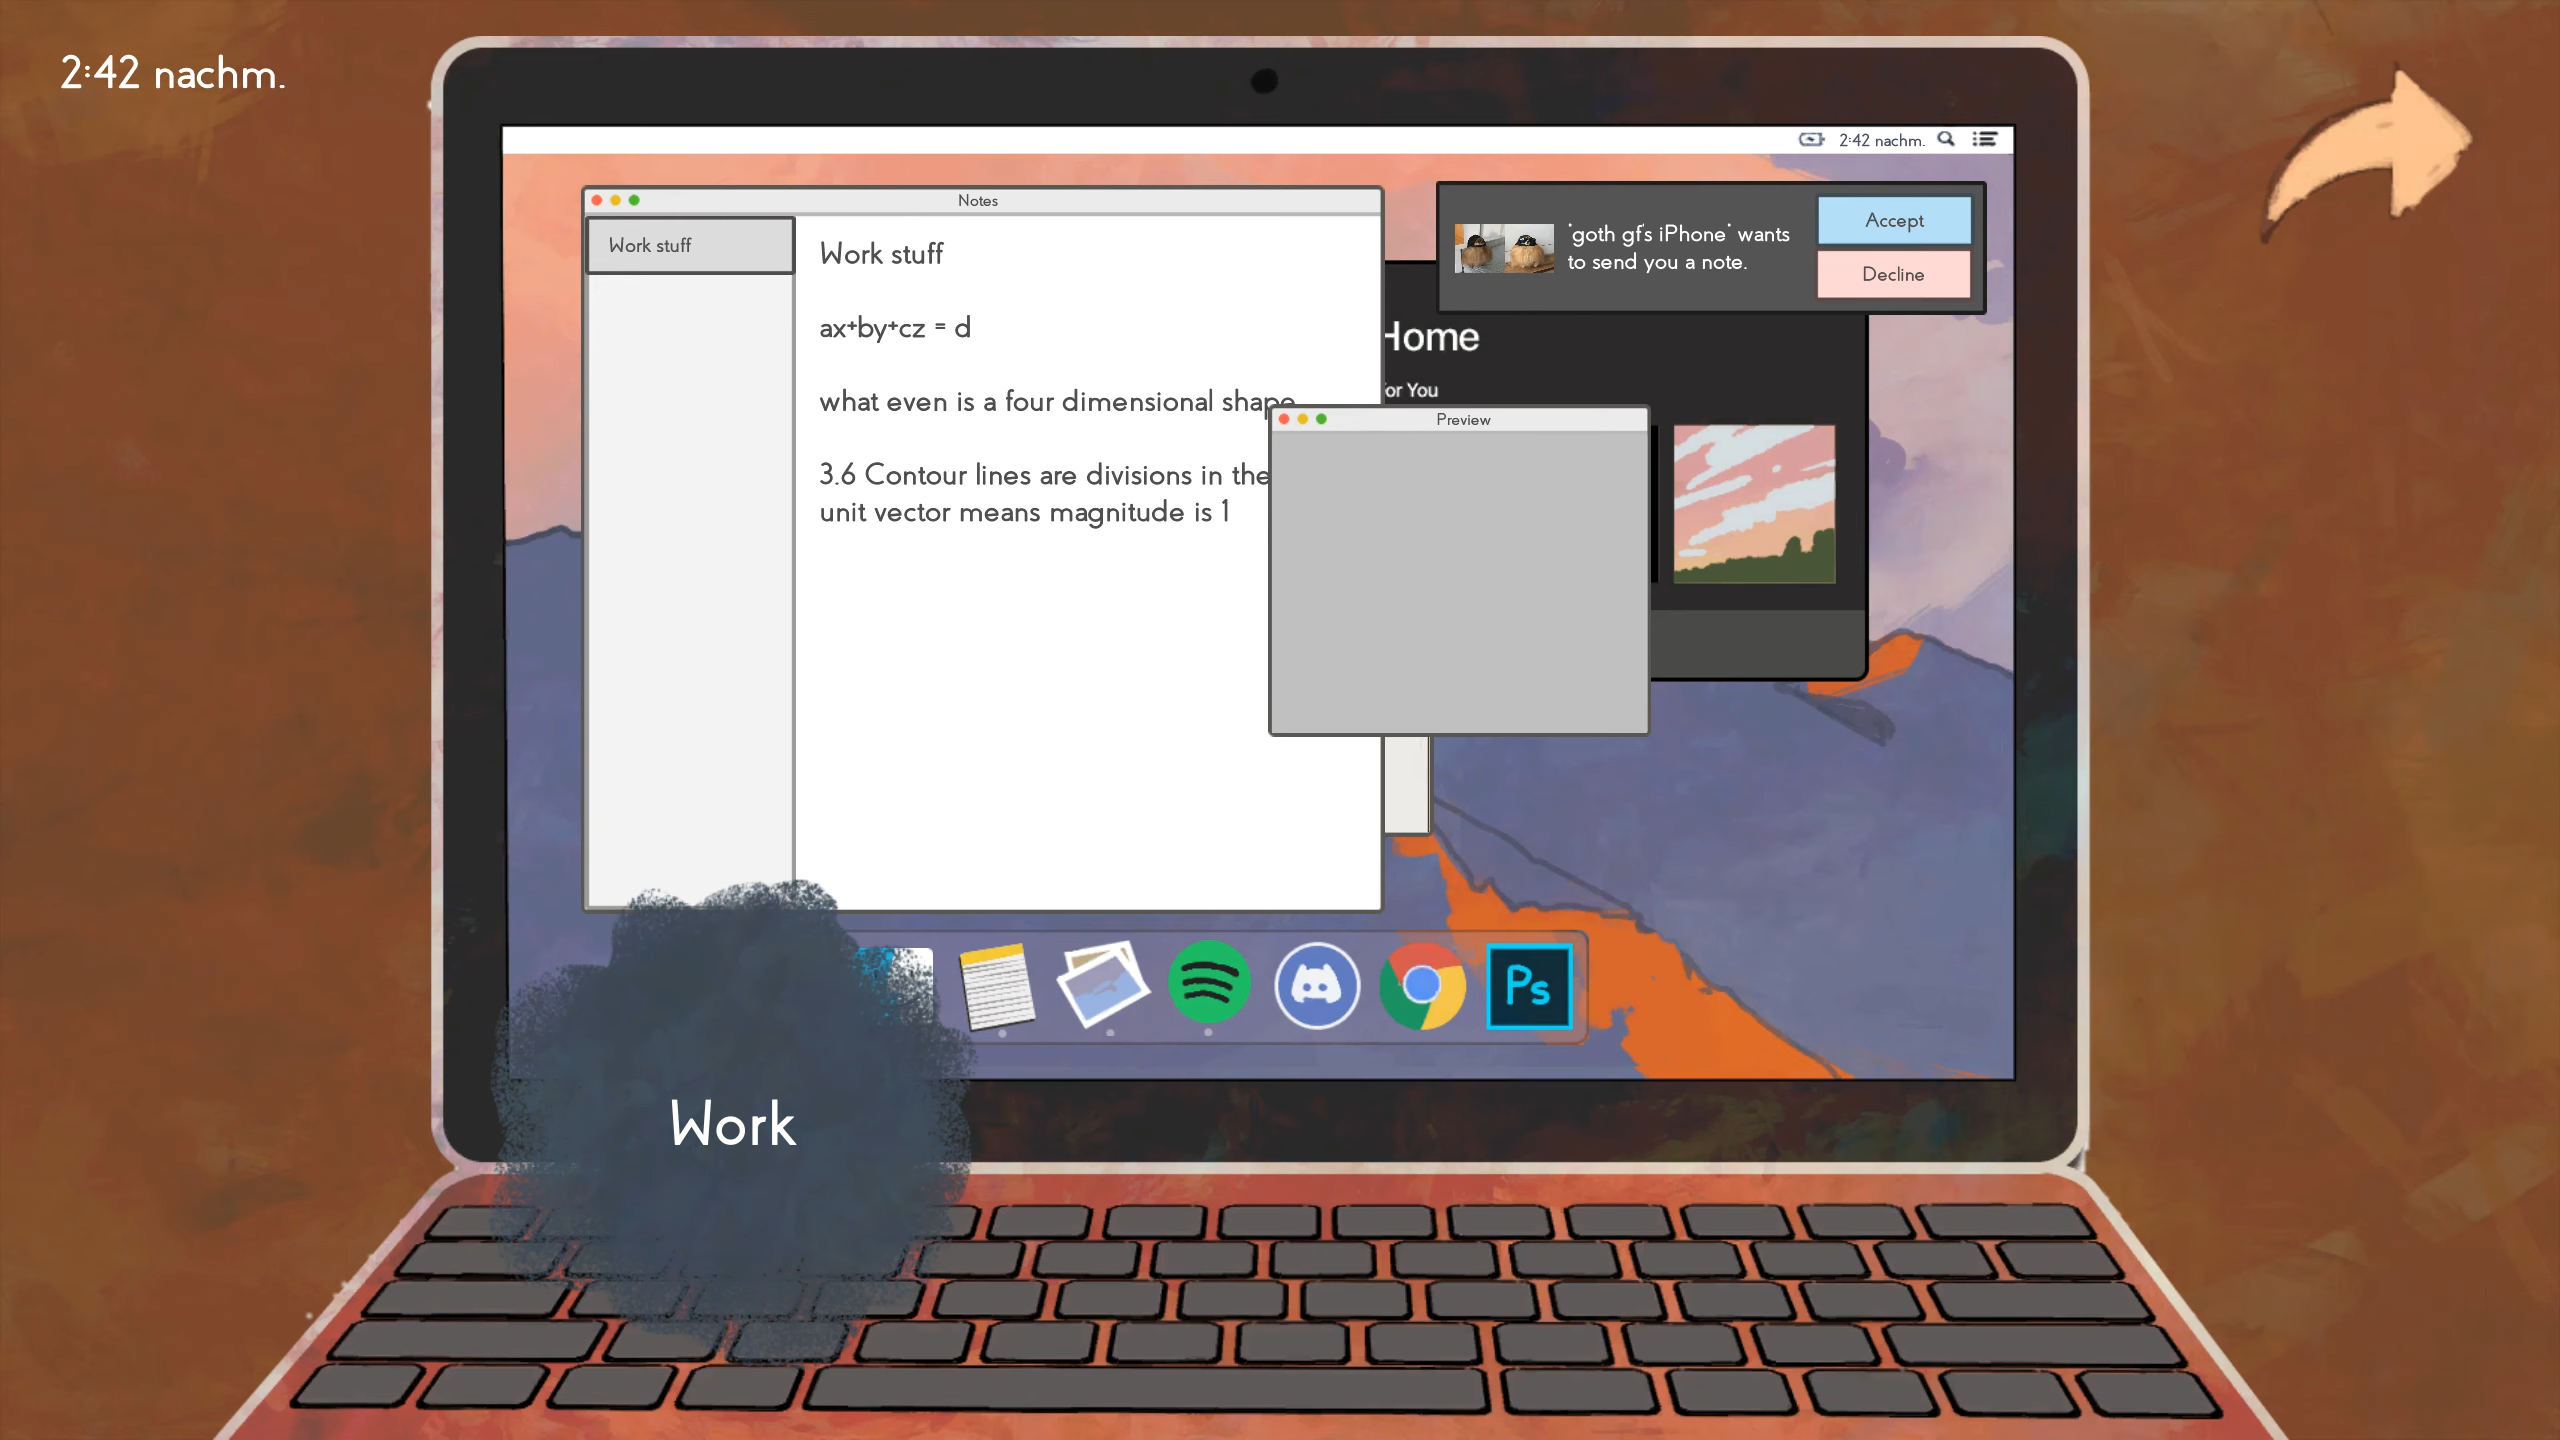 2:42 nachm.
2:42 nachm.
Notes
Work stuff
Work stuff
ax+by+cz = d
what even is a four dimensional shape
3.6 Contour lines are divisions in the
unit vector means magnitude is 1
"goth gf's iPhone" wants
to send you a note.
Accept
Decline
Home
For You
Preview
Ps
Work